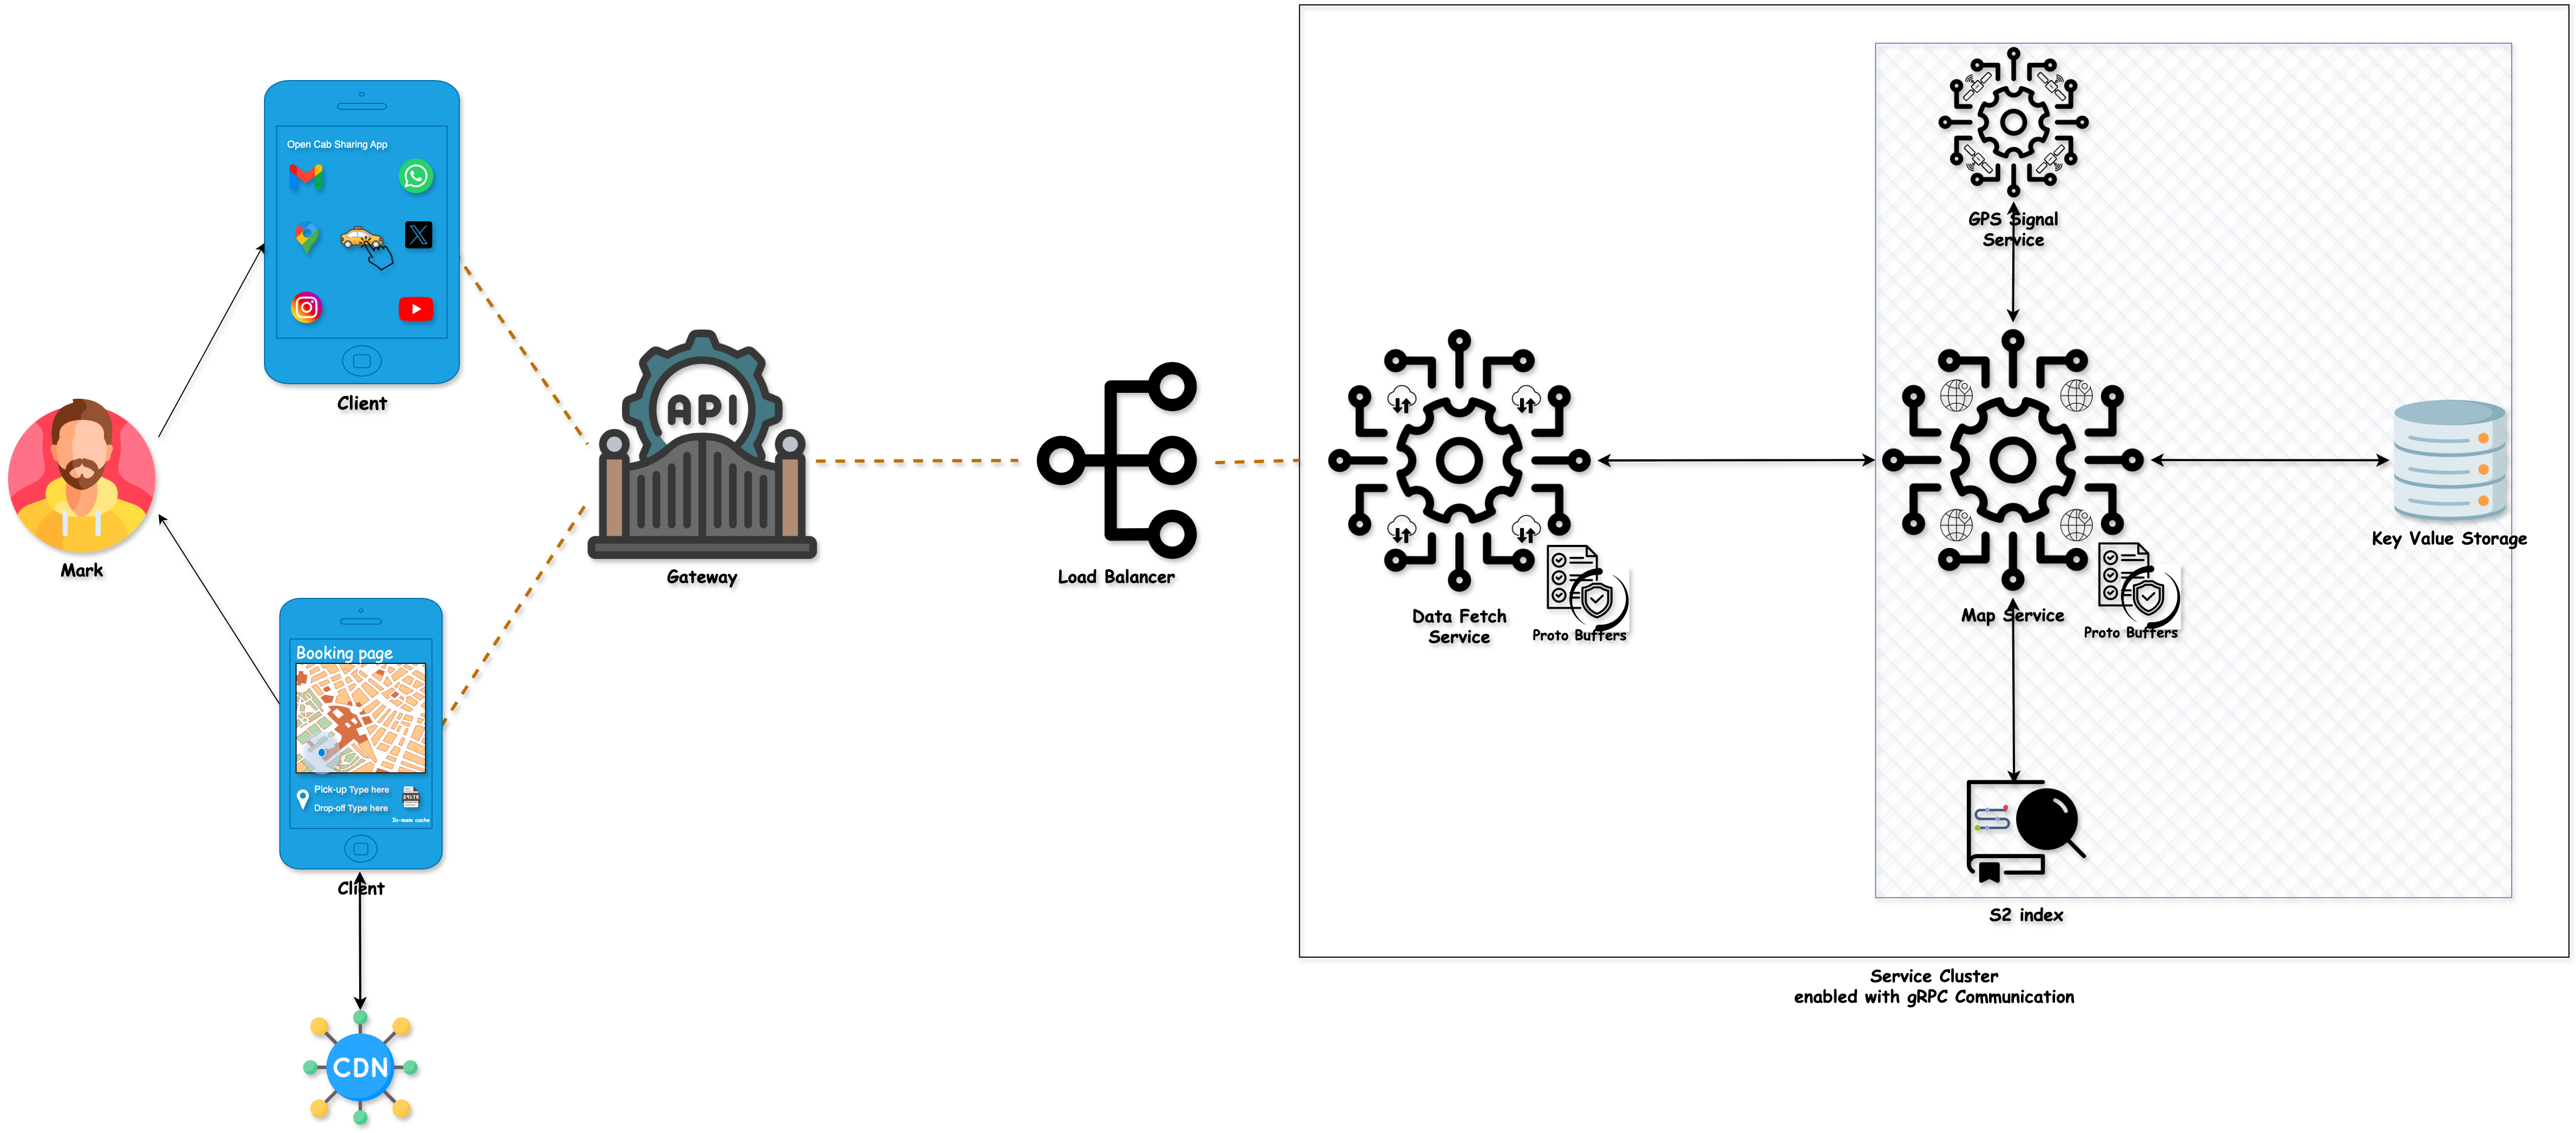 Open Cab Sharing App
Client
Mark
Booking page
Pick-up Type here
Drop-off Type here
In-mem cache
Client
CDN
API
Gateway
Load Balancer
Data Fetch
Service
Proto Buffers
GPS Signal
Service
Map Service
Proto Buffers
Key Value Storage
S2 index
Service Cluster
enabled with gRPC Communication